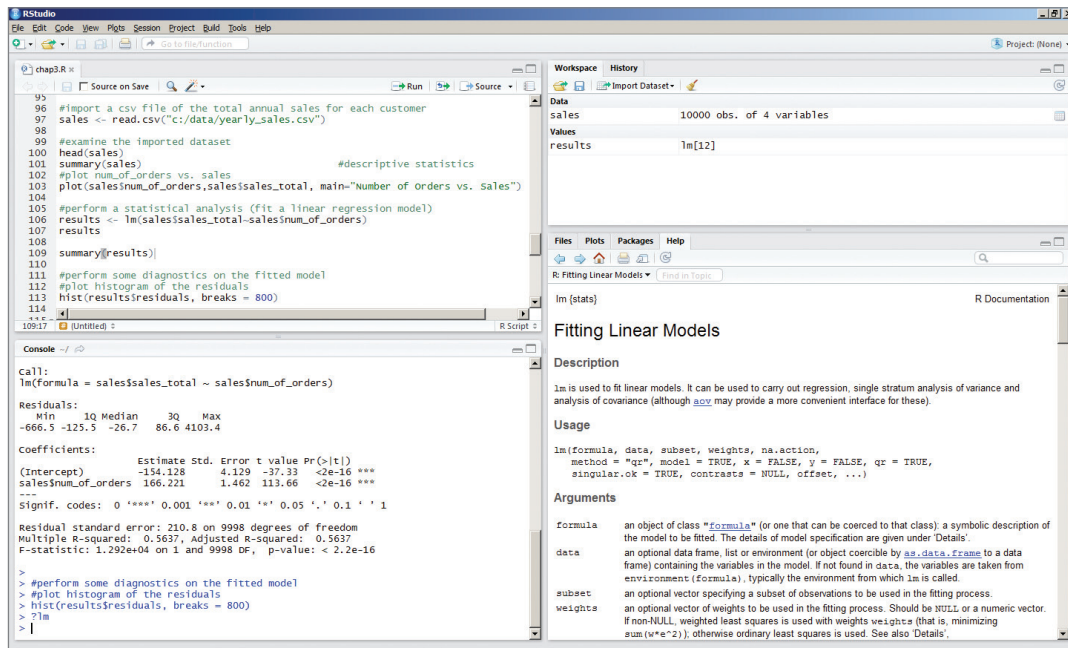 RStudio
File Edit Code View Plots Session Project Build Tools Help
Go to file/function
Project: (None)
chap3.R
Source on Save
Run
Source
95
96 #import a csv file of the total annual sales for each customer
97 sales <- read.csv("c:/data/yearly_sales.csv")
98
99 #examine the imported dataset
100 head(sales)
101 summary(sales) #descriptive statistics
102 #plot num_of_orders vs. sales
103 plot(sales$num_of_orders,sales$sales_total, main="Number of Orders vs. Sales")
104
105 #perform a statistical analysis (fit a linear regression model)
106 results <- lm(sales$sales_total~sales$num_of_orders)
107 results
108
109 summary(results)
110
111 #perform some diagnostics on the fitted model
112 #plot histogram of the residuals
113 hist(results$residuals, breaks = 800)
114
109:17 (Untitled) R Script
Console ~/
Call:
lm(formula = sales$sales_total ~ sales$num_of_orders)
Residuals:
Min 1Q Median 3Q Max
-666.5 -125.5 -26.7 86.6 4103.4
Coefficients:
Estimate Std. Error t value Pr(>|t|)
(Intercept) -154.128 4.129 -37.33 <2e-16 ***
sales$num_of_orders 166.221 1.462 113.66 <2e-16 ***
---
Signif. codes: 0 ‘***’ 0.001 ‘**’ 0.01 ‘*’ 0.05 ‘.’ 0.1 ‘ ’ 1
Residual standard error: 210.8 on 9998 degrees of freedom
Multiple R-squared: 0.5637, Adjusted R-squared: 0.5637
F-statistic: 1.292e+04 on 1 and 9998 DF, p-value: < 2.2e-16
>
> #perform some diagnostics on the fitted model
> #plot histogram of the residuals
> hist(results$residuals, breaks = 800)
> ?lm
>
Workspace History
Import Dataset
Data
sales 10000 obs. of 4 variables
Values
results lm[12]
Files Plots Packages Help
R: Fitting Linear Models Find in Topic
lm {stats} R Documentation
Fitting Linear Models
Description
lm is used to fit linear models. It can be used to carry out regression, single stratum analysis of variance and
analysis of covariance (although aov may provide a more convenient interface for these).
Usage
lm(formula, data, subset, weights, na.action,
method = "qr", model = TRUE, x = FALSE, y = FALSE, qr = TRUE,
singular.ok = TRUE, contrasts = NULL, offset, ...)
Arguments
formula an object of class "formula" (or one that can be coerced to that class): a symbolic description of
the model to be fitted. The details of model specification are given under ‘Details’.
data an optional data frame, list or environment (or object coercible by as.data.frame to a data
frame) containing the variables in the model. If not found in data, the variables are taken from
environment(formula), typically the environment from which lm is called.
subset an optional vector specifying a subset of observations to be used in the fitting process.
weights an optional vector of weights to be used in the fitting process. Should be NULL or a numeric vector.
If non-NULL, weighted least squares is used with weights weights (that is, minimizing
sum(w*e^2)); otherwise ordinary least squares is used. See also ‘Details’,